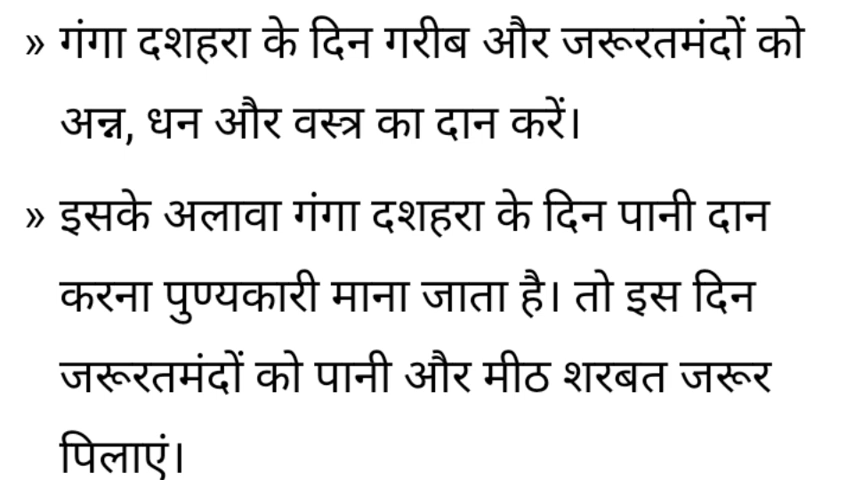 » गंगा दशहरा के दिन गरीब और जरूरतमंदों को
अन्न, धन और वस्त्र का दान करें।
» इसके अलावा गंगा दशहरा के दिन पानी दान
करना पुण्यकारी माना जाता है। तो इस दिन
जरूरतमंदों को पानी और मीठ शरबत जरूर
पिलाएं।